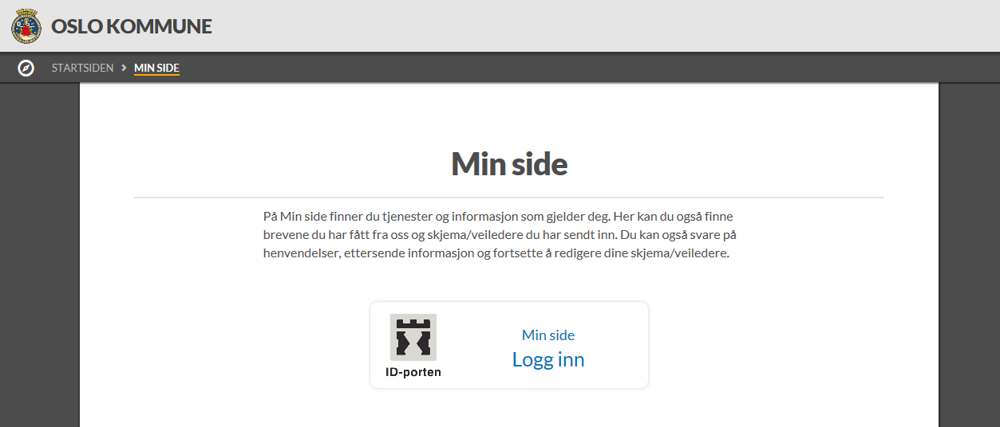 OSLO KOMMUNE
STARTSIDEN > MIN SIDE
Min side
På Min side finner du tjenester og informasjon som gjelder deg. Her kan du også finne
brevene du har fått fra oss og skjema/veiledere du har sendt inn. Du kan også svare på
henvendelser, ettersende informasjon og fortsette å redigere dine skjema/veiledere.
ID-porten
Min side
Logg inn